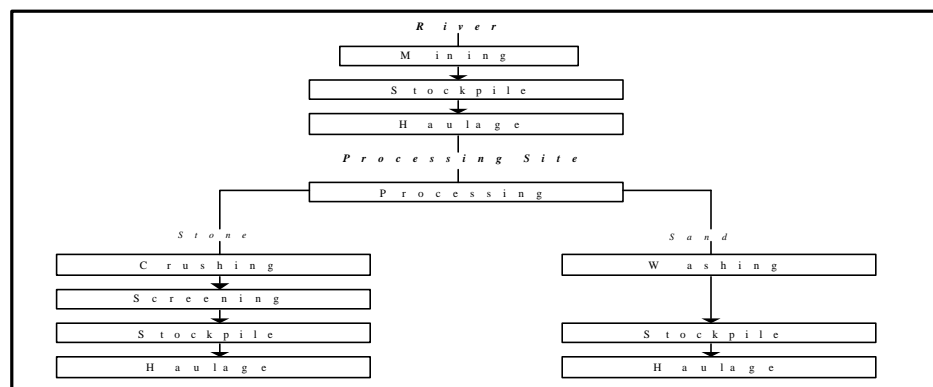 River
Mining
Stockpile
Haulage
Processing Site
Processing
Stone
Sand
Crushing
Washing
Screening
Stockpile
Stockpile
Haulage
Haulage